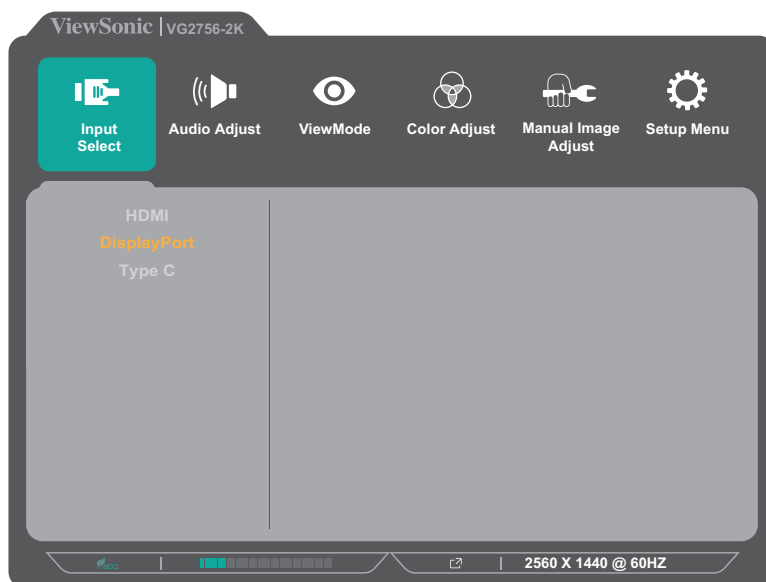 ViewSonic | VG2756-2K
Input Select
Audio Adjust
ViewMode
Color Adjust
Manual Image Adjust
Setup Menu
HDMI
DisplayPort
Type C
eco | 2560 X 1440 @ 60HZ